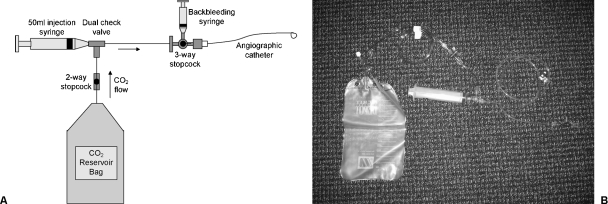 50ml injection
syringe
Dual check
valve
Backbleeding
syringe
3-way
stopcock
Angiographic
catheter
2-way
stopcock
CO₂
flow
CO₂
Reservoir
Bag
A
B